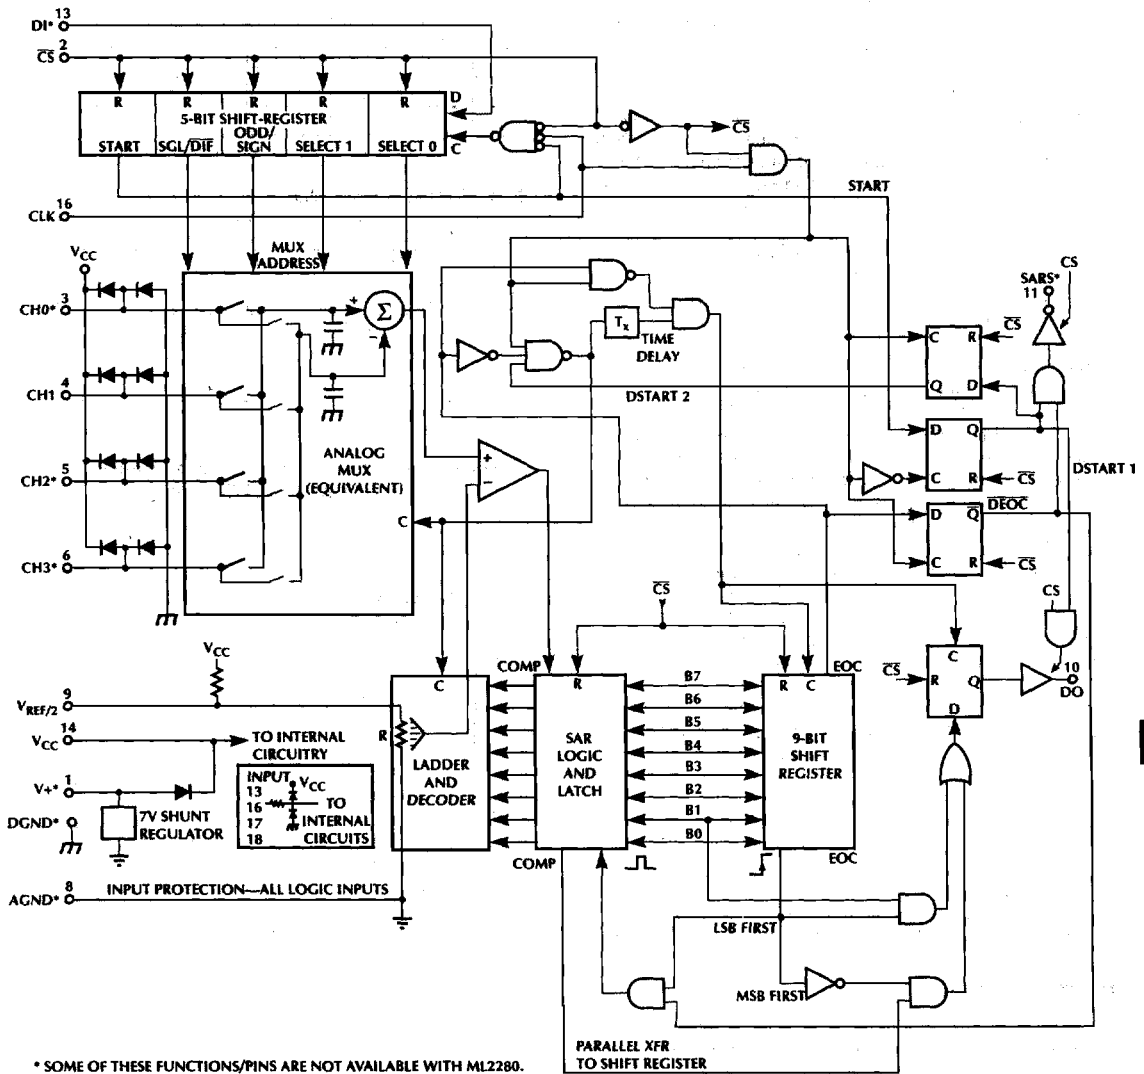 DI* 13
CS 2
R R R R R
D
5-BIT SHIFT-REGISTER
START SGL/DIF ODD/SIGN SELECT 1 SELECT 0
C
CS
START
CLK 16
VCC
MUX
ADDRESS
CH0* 3
+
Σ
−
TX
TIME
DELAY
DSTART 2
SARS*
11
CS
C R CS
Q D
CH1 4
D Q
C R CS
DSTART 1
ANALOG
MUX
(EQUIVALENT)
+
−
CH2* 5
C
D Q DEOC
C R CS
CH3* 6
CS
CS
VCC
COMP
EOC
C
R
R C
CS
C
R Q
D
10
DO
VREF/2 9
VCC 14
TO INTERNAL
CIRCUITRY
V+* 1
7V SHUNT
REGULATOR
DGND*
INPUT
13
16
17
18
VCC
TO
INTERNAL
CIRCUITS
R
LADDER
AND
DECODER
SAR
LOGIC
AND
LATCH
B7
B6
B5
B4
B3
B2
B1
B0
9-BIT
SHIFT
REGISTER
COMP
EOC
AGND* 8
INPUT PROTECTION—ALL LOGIC INPUTS
LSB FIRST
MSB FIRST
PARALLEL XFR
TO SHIFT REGISTER
* SOME OF THESE FUNCTIONS/PINS ARE NOT AVAILABLE WITH ML2280.